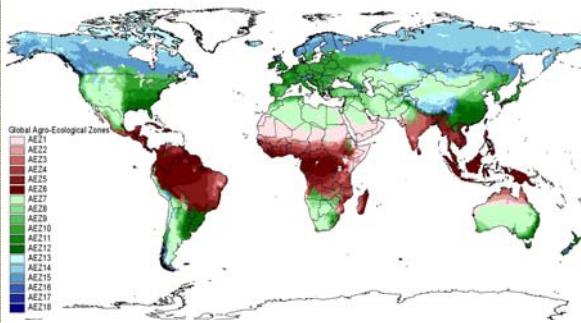 Global Agro-Ecological Zones
AEZ1
AEZ2
AEZ3
AEZ4
AEZ5
AEZ6
AEZ7
AEZ8
AEZ9
AEZ10
AEZ11
AEZ12
AEZ13
AEZ14
AEZ15
AEZ16
AEZ17
AEZ18